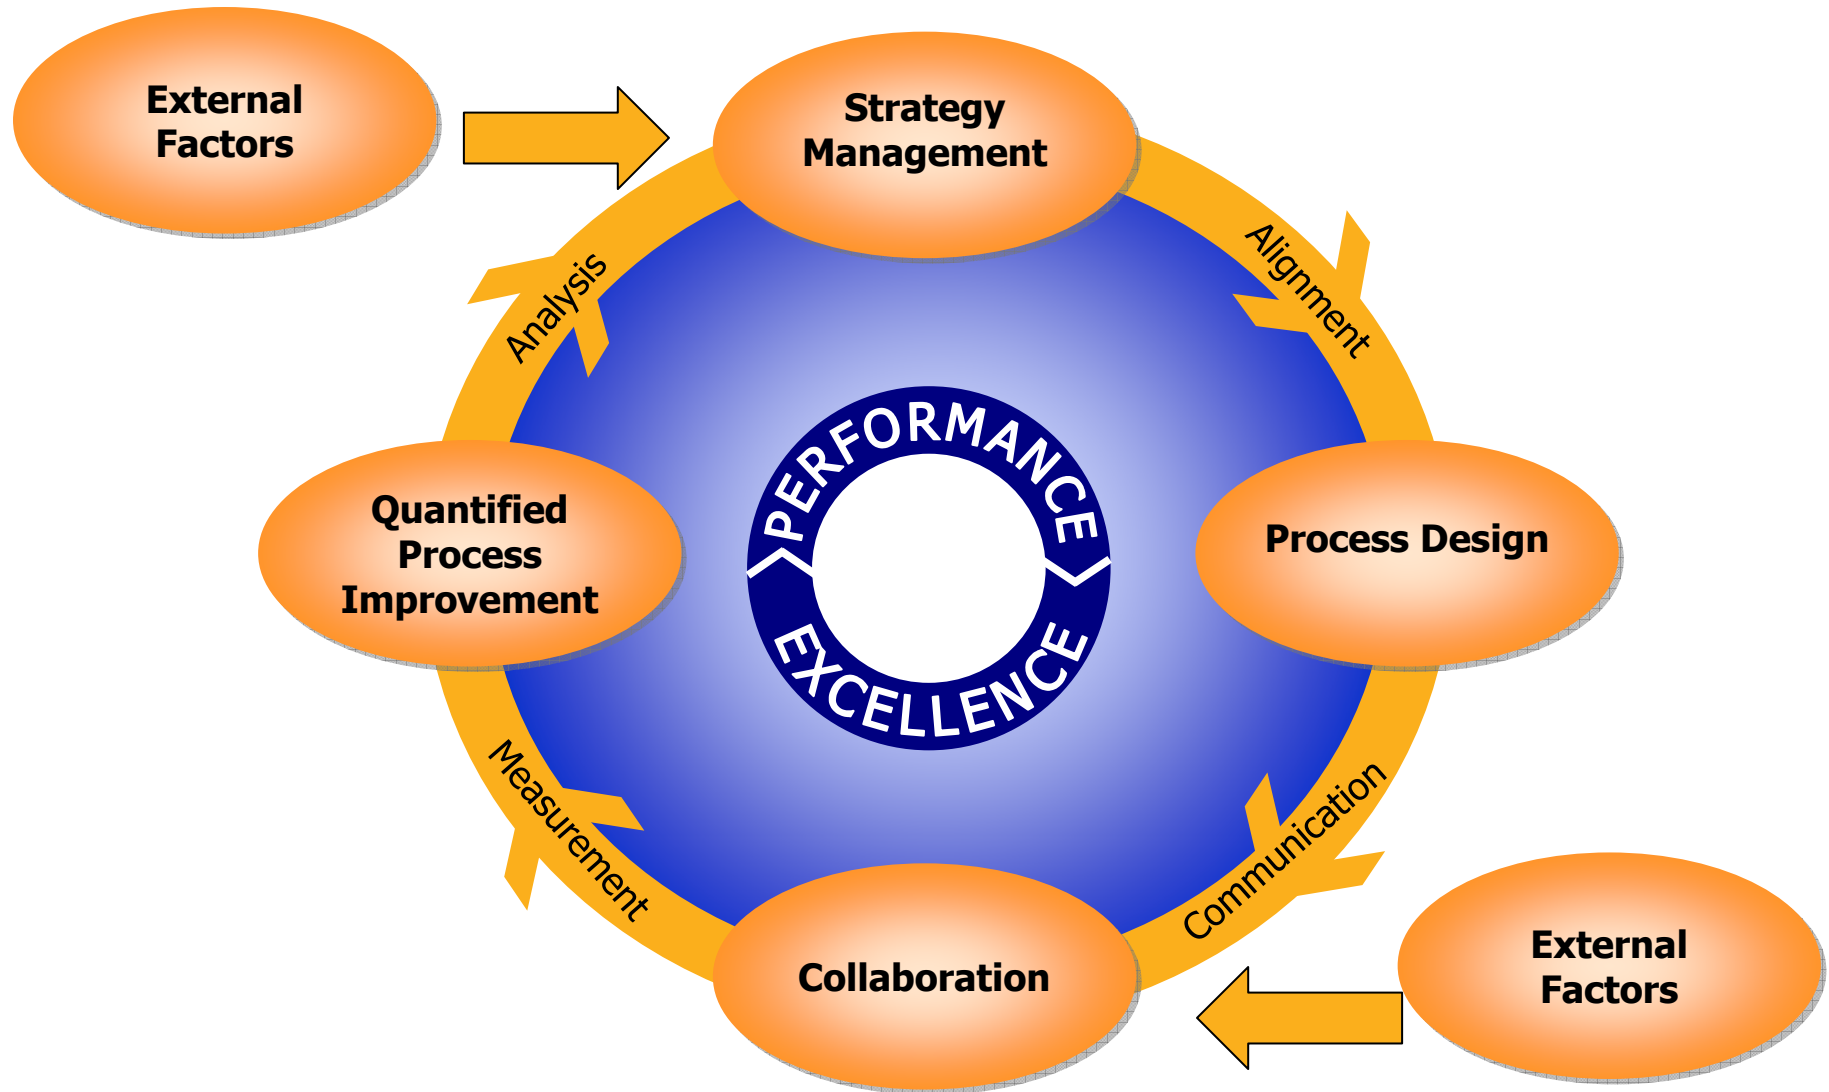 External
Factors
Strategy
Management
Analysis
Alignment
PERFORMANCE
EXCELLENCE
Quantified
Process
Improvement
Process Design
Measurement
Communication
Collaboration
External
Factors